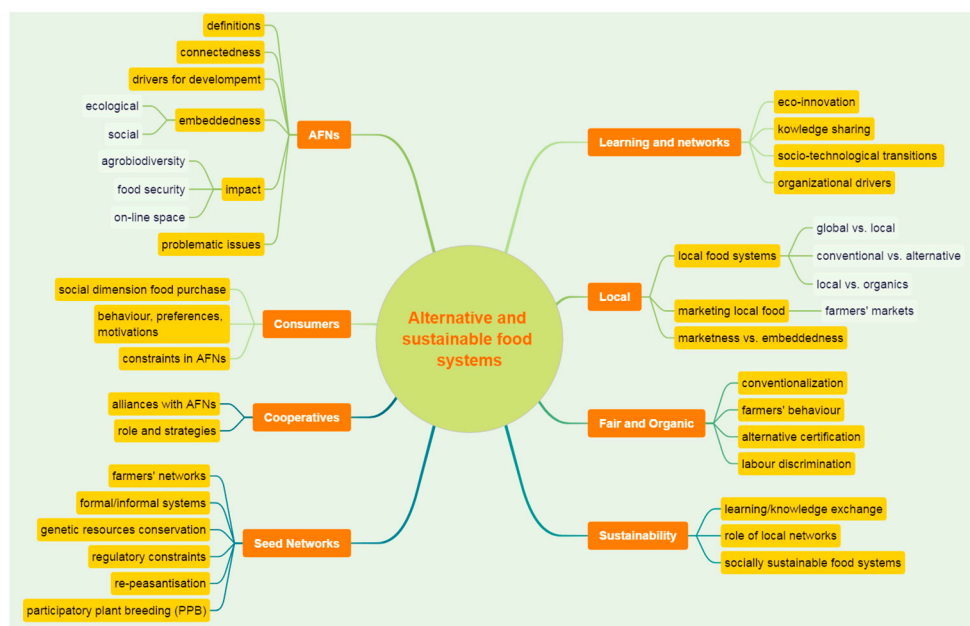 Alternative and
sustainable food
systems
AFNs
definitions
connectedness
drivers for developempt
embeddedness
ecological
social
impact
agrobiodiversity
food security
on-line space
problematic issues
Consumers
social dimension food purchase
behaviour, preferences,
motivations
constraints in AFNs
Cooperatives
alliances with AFNs
role and strategies
Seed Networks
farmers' networks
formal/informal systems
genetic resources conservation
regulatory constraints
re-peasantisation
participatory plant breeding (PPB)
Learning and networks
eco-innovation
kowledge sharing
socio-technological transitions
organizational drivers
Local
local food systems
global vs. local
conventional vs. alternative
local vs. organics
marketing local food
farmers' markets
marketness vs. embeddedness
Fair and Organic
conventionalization
farmers' behaviour
alternative certification
labour discrimination
Sustainability
learning/knowledge exchange
role of local networks
socially sustainable food systems